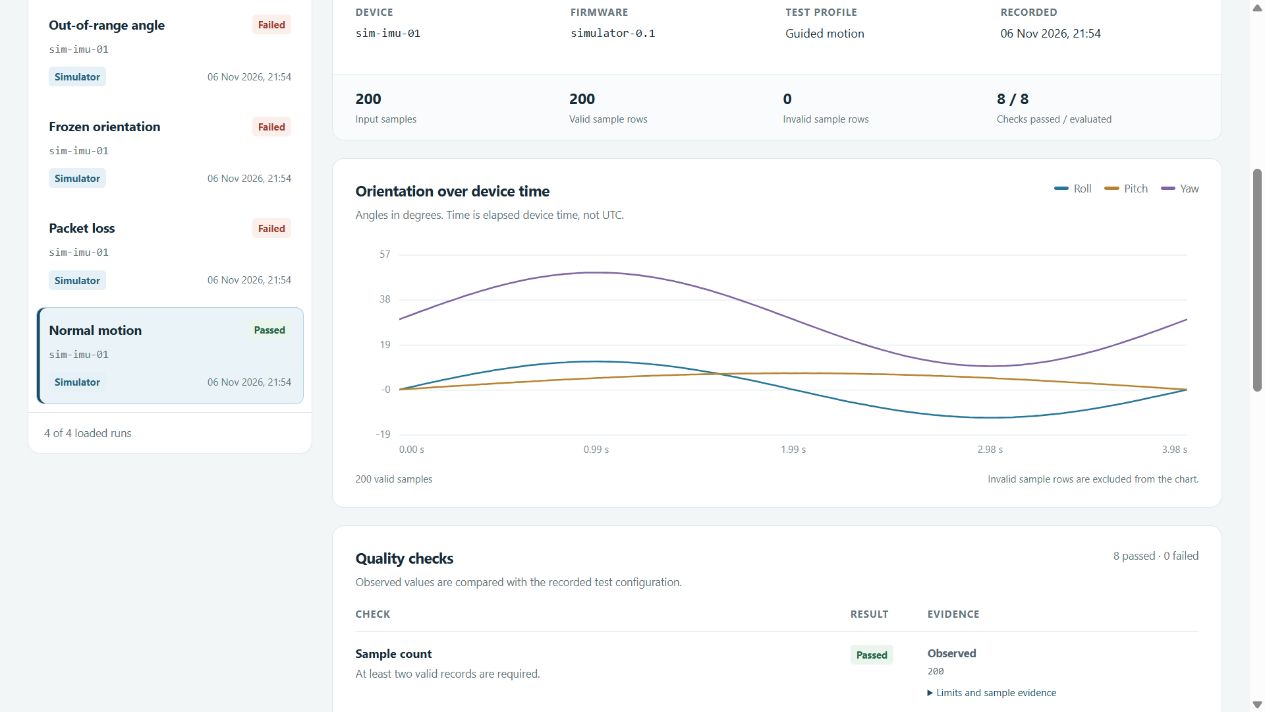 Out-of-range angle Failed
sim-imu-01
Simulator 06 Nov 2026, 21:54
Frozen orientation Failed
sim-imu-01
Simulator 06 Nov 2026, 21:54
Packet loss Failed
sim-imu-01
Simulator 06 Nov 2026, 21:54
Normal motion Passed
sim-imu-01
Simulator 06 Nov 2026, 21:54
4 of 4 loaded runs
DEVICE FIRMWARE TEST PROFILE RECORDED
sim-imu-01 simulator-0.1 Guided motion 06 Nov 2026, 21:54
200 200 0 8 / 8
Input samples Valid sample rows Invalid sample rows Checks passed / evaluated
Orientation over device time Roll Pitch Yaw
Angles in degrees. Time is elapsed device time, not UTC.
57
38
19
-0
-19
0.00 s 0.99 s 1.99 s 2.98 s 3.98 s
200 valid samples Invalid sample rows are excluded from the chart.
Quality checks 8 passed · 0 failed
Observed values are compared with the recorded test configuration.
CHECK RESULT EVIDENCE
Sample count Passed Observed
At least two valid records are required. 200
Limits and sample evidence